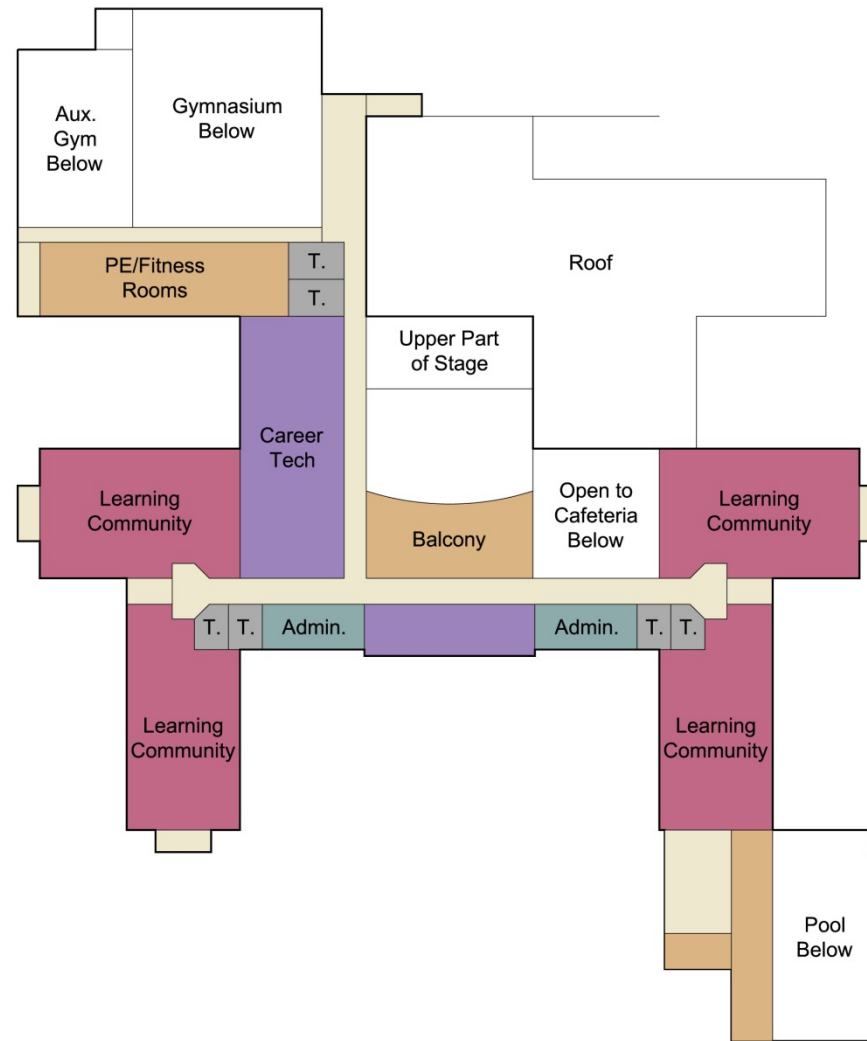 Aux.
Gym
Below
Gymnasium
Below
PE/Fitness
Rooms
T.
T.
Roof
Upper Part
of Stage
Career
Tech
Learning
Community
Balcony
Open to
Cafeteria
Below
Learning
Community
T.
T.
Admin.
Admin.
T.
T.
Learning
Community
Learning
Community
Pool
Below